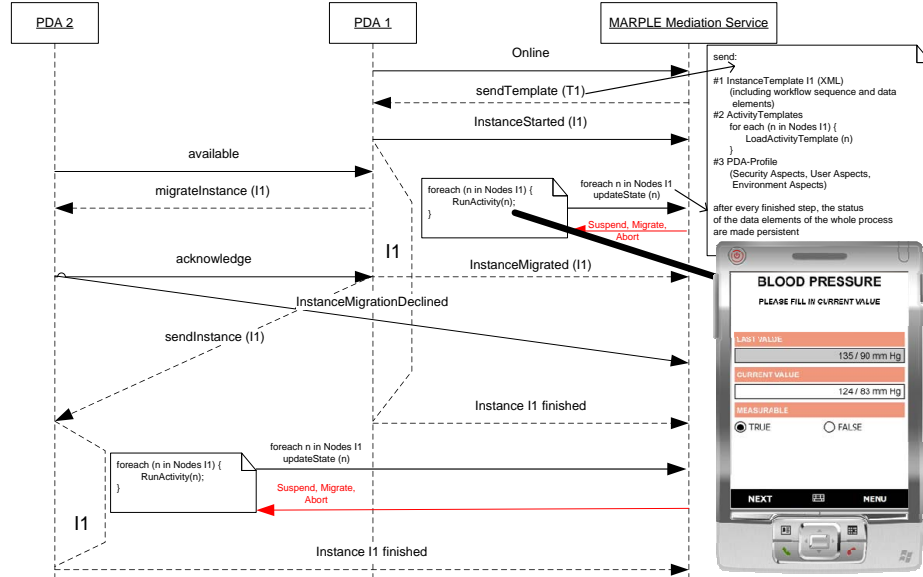 PDA 2
PDA 1
MARPLE Mediation Service
Online
send:
#1 InstanceTemplate I1 (XML)
(including workflow sequence and data
elements)
#2 ActivityTemplates
for each (n in Nodes I1) {
LoadActivityTemplate (n)
}
#3 PDA-Profile
(Security Aspects, User Aspects,
Environment Aspects)
after every finished step, the status
of the data elements of the whole process
are made persistent
sendTemplate (T1)
InstanceStarted (I1)
available
migrateInstance (I1)
foreach (n in Nodes I1) {
RunActivity(n);
}
foreach n in Nodes I1
updateState (n)
Suspend, Migrate,
Abort
I1
acknowledge
InstanceMigrated (I1)
InstanceMigrationDeclined
sendInstance (I1)
Instance I1 finished
foreach (n in Nodes I1) {
RunActivity(n);
}
foreach n in Nodes I1
updateState (n)
Suspend, Migrate,
Abort
I1
Instance I1 finished
BLOOD PRESSURE
PLEASE FILL IN CURRENT VALUE
LAST VALUE
135 / 90 mm Hg
CURRENT VALUE
124 / 83 mm Hg
MEASURABLE
TRUE
FALSE
NEXT
MENU